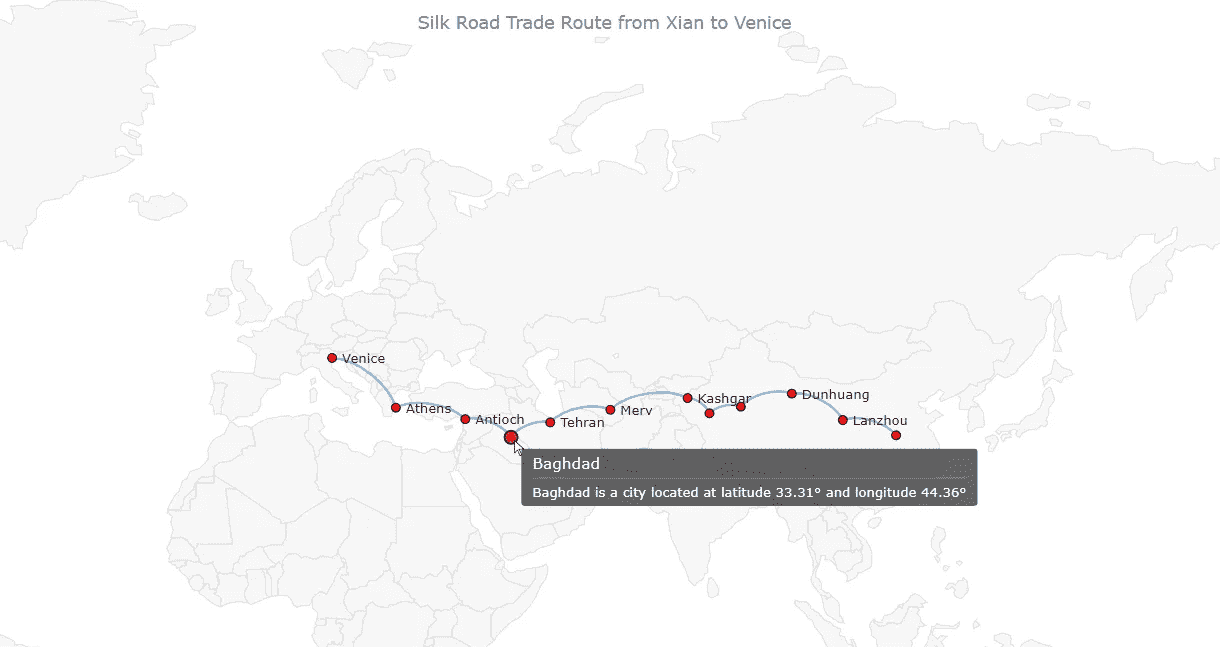 Silk Road Trade Route from Xian to Venice
Venice
Athens
Antioch
Tehran
Merv
Kashgar
Dunhuang
Lanzhou
Baghdad
Baghdad is a city located at latitude 33.31° and longitude 44.36°